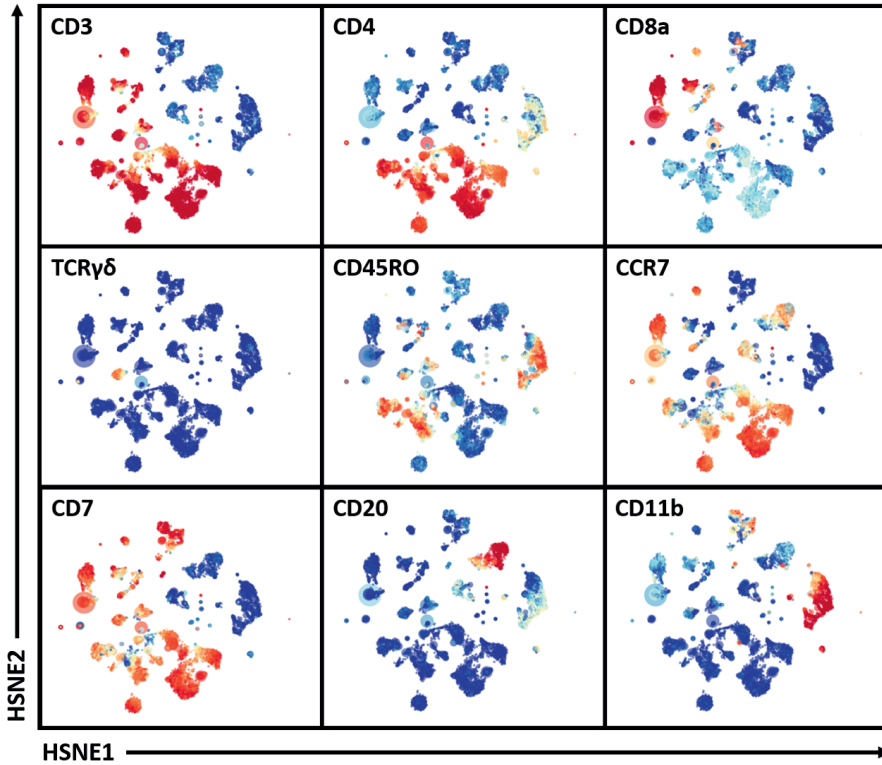 CD3
CD4
CD8a
TCRγδ
CD45RO
CCR7
CD7
CD20
CD11b
HSNE2
HSNE1